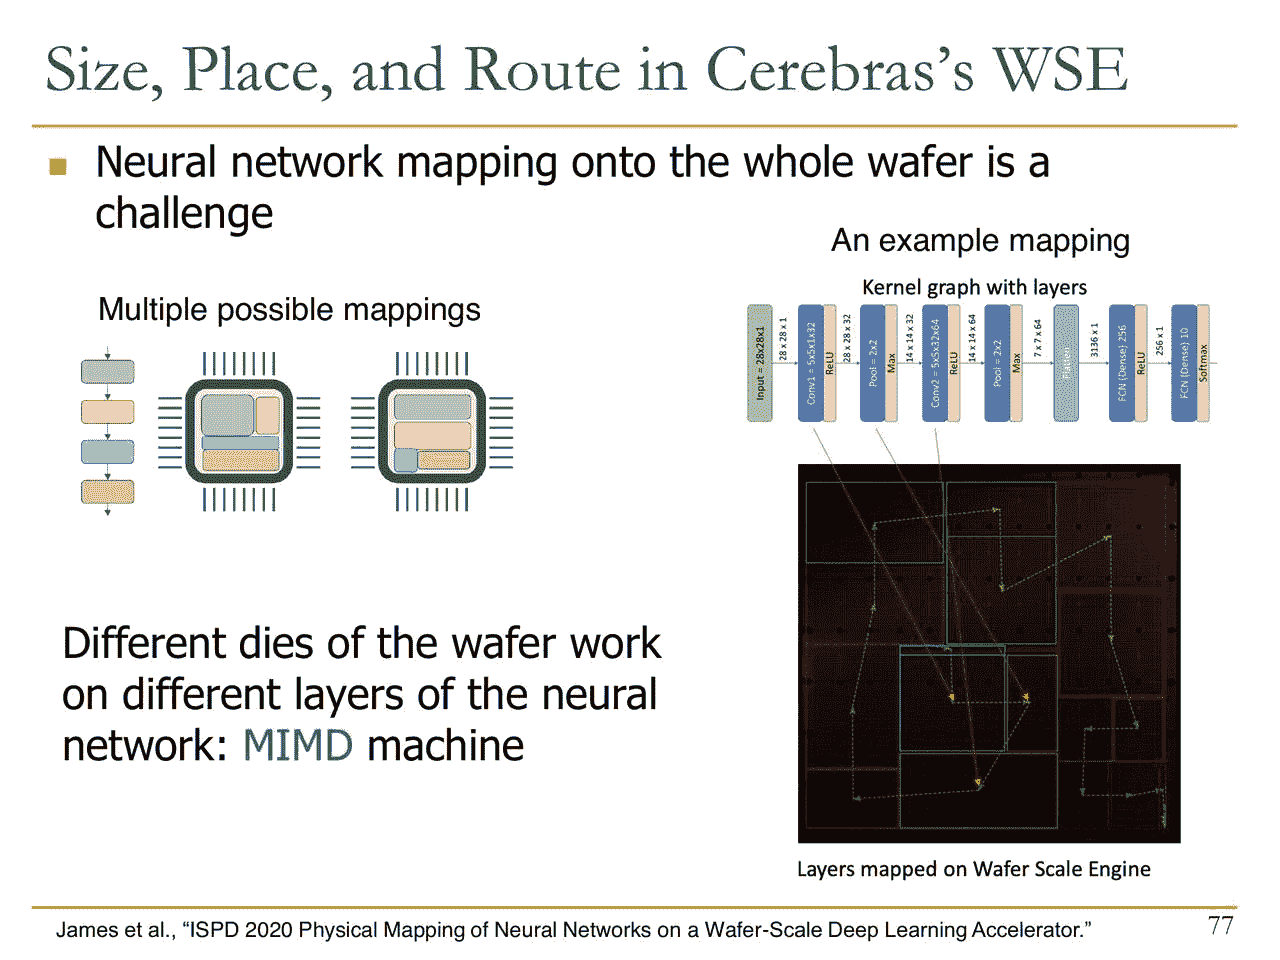 Size, Place, and Route in Cerebras’s WSE
Neural network mapping onto the whole wafer is a
challenge
An example mapping
Kernel graph with layers
Multiple possible mappings
Input = 28x28x1
28 x 28 x 1
Conv1 = 5x5x1x32
ReLU
28 x 28 x 32
Pool = 2x2
Max
14 x 14 x 32
Conv2 = 5x5x32x64
ReLU
14 x 14 x 64
Pool = 2x2
Max
7 x 7 x 64
Flatten
3136 x 1
FCN (Dense) 256
ReLU
256 x 1
FCN (Dense) 10
Softmax
Different dies of the wafer work
on different layers of the neural
network: MIMD machine
Layers mapped on Wafer Scale Engine
James et al., “ISPD 2020 Physical Mapping of Neural Networks on a Wafer-Scale Deep Learning Accelerator.”
77